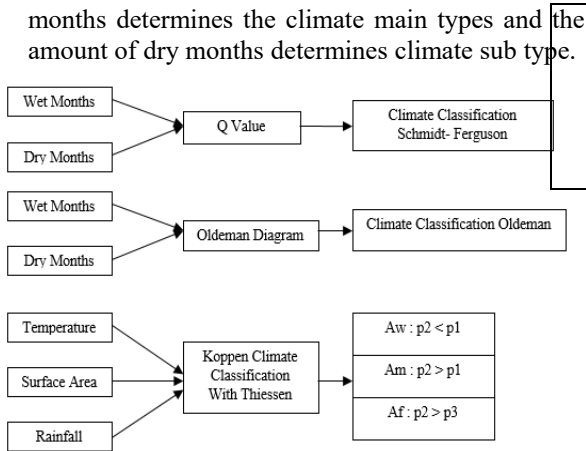 months determines the climate main types and the
amount of dry months determines climate sub type.
Wet Months
Dry Months
Q Value
Climate Classification
Schmidt- Ferguson
Wet Months
Dry Months
Oldeman Diagram
Climate Classification Oldeman
Temperature
Surface Area
Rainfall
Koppen Climate
Classification
With Thiessen
Aw : p2 < p1
Am : p2 > p1
Af : p2 > p3